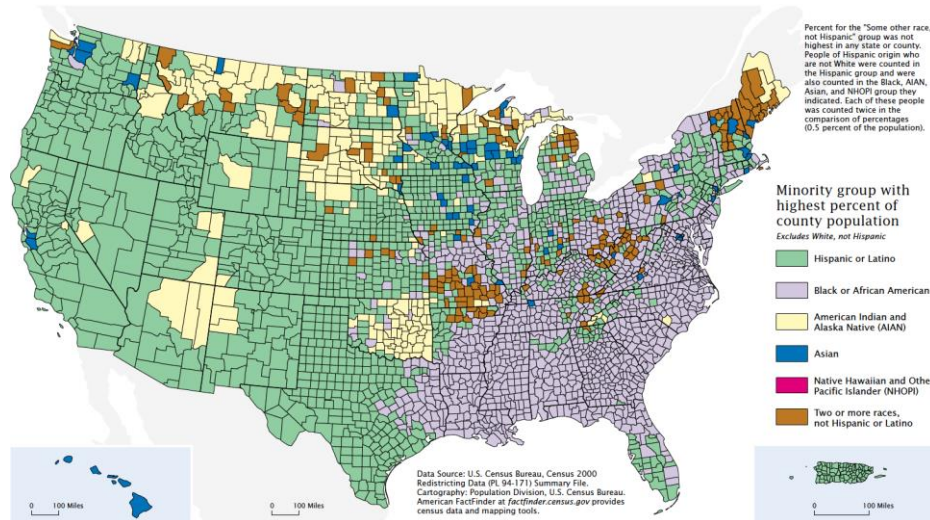 Percent for the "Some other race,
not Hispanic" group was not
highest in any state or county.
People of Hispanic origin who
are not White were counted in
the Hispanic group and were
also counted in the Black, AIAN,
Asian, and NHOPI group they
indicated. Each of these people
was counted twice in the
comparison of percentages
(0.5 percent of the population).
Minority group with
highest percent of
county population
Excludes White, not Hispanic
Hispanic or Latino
Black or African American
American Indian and
Alaska Native (AIAN)
Asian
Native Hawaiian and Othe
Pacific Islander (NHOPI)
Two or more races,
not Hispanic or Latino
Data Source: U.S. Census Bureau, Census 2000
Redistricting Data (PL 94-171) Summary File.
Cartography: Population Division, U.S. Census Bureau.
American FactFinder at factfinder.census.gov provides
census data and mapping tools.
0 100 Miles
0 100 Miles
0 100 Miles